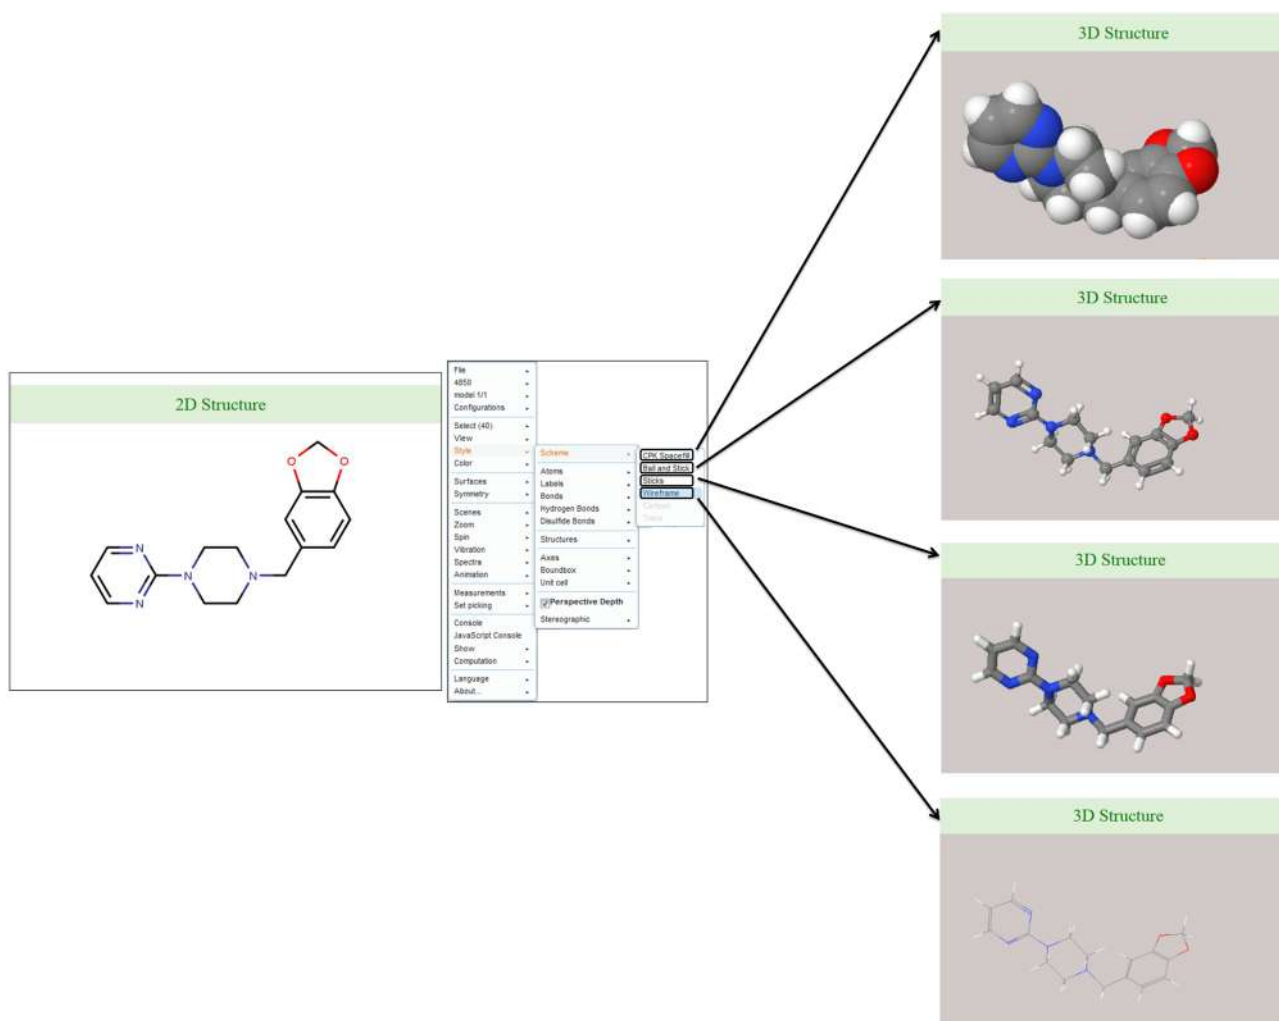 2D Structure
O
O
N
N
N
N
File
4850
model 1/1
Configurations
Select (40)
View
Style
Color
Surfaces
Symmetry
Scenes
Zoom
Spin
Vibration
Spectra
Animation
Measurements
Set picking
Console
JavaScript Console
Show
Computation
Language
About...
Scheme
Atoms
Labels
Bonds
Hydrogen Bonds
Disulfide Bonds
Structures
Axes
Boundbox
Unit cell
Perspective Depth
Stereographic
CPK Spacefill
Ball and Stick
Sticks
Wireframe
Cartoon
Trace
3D Structure
3D Structure
3D Structure
3D Structure